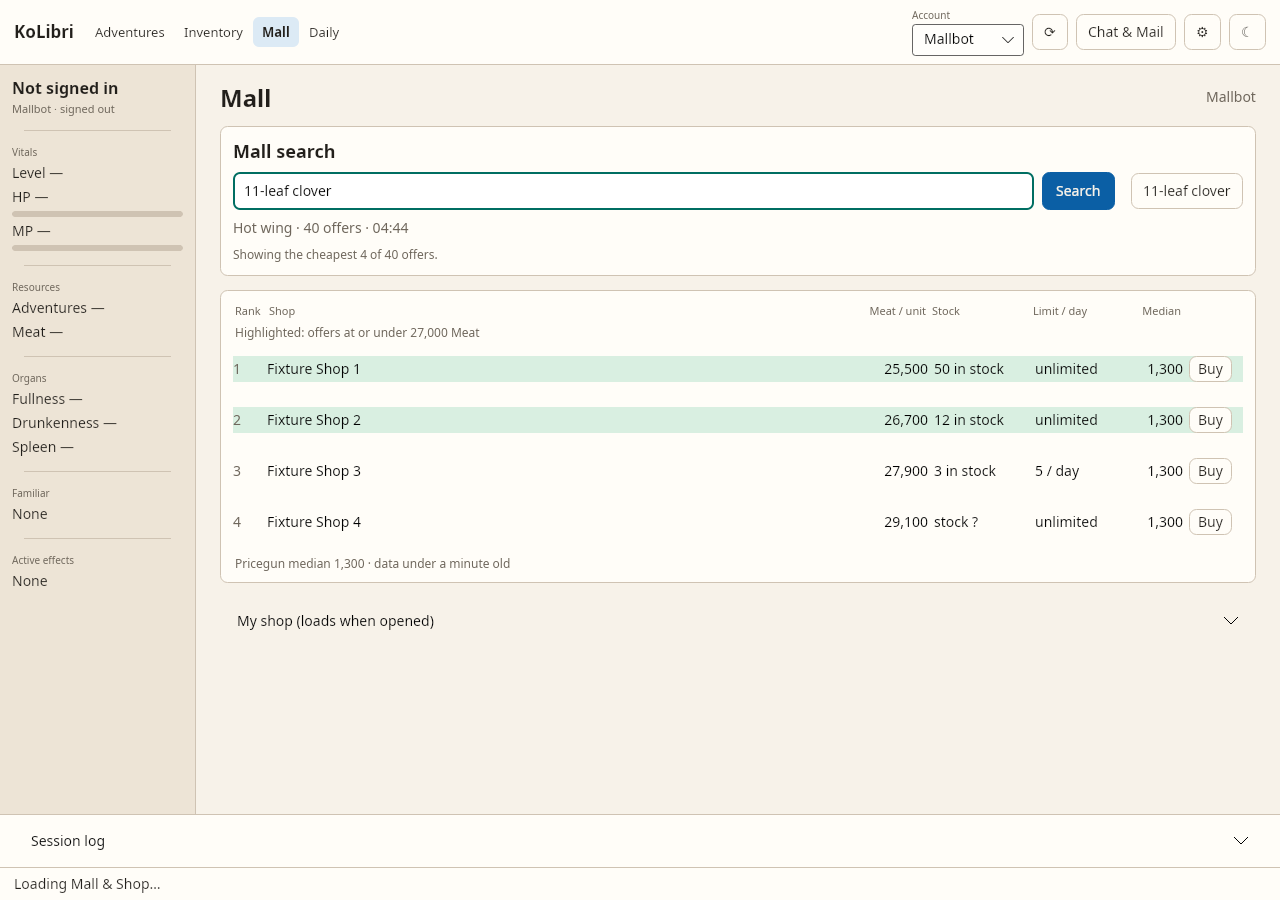 KoLibri
Adventures
Inventory
Mall
Daily
Account
Mallbot
⟳
Chat & Mail
⚙
☾
Not signed in
Mallbot · signed out
Vitals
Level —
HP —
MP —
Resources
Adventures —
Meat —
Organs
Fullness —
Drunkenness —
Spleen —
Familiar
None
Active effects
None
Mall
Mallbot
Mall search
11-leaf clover
Search
11-leaf clover
Hot wing · 40 offers · 04:44
Showing the cheapest 4 of 40 offers.
Rank Shop Meat / unit Stock Limit / day Median
Highlighted: offers at or under 27,000 Meat
1 Fixture Shop 1 25,500 50 in stock unlimited 1,300 Buy
2 Fixture Shop 2 26,700 12 in stock unlimited 1,300 Buy
3 Fixture Shop 3 27,900 3 in stock 5 / day 1,300 Buy
4 Fixture Shop 4 29,100 stock ? unlimited 1,300 Buy
Pricegun median 1,300 · data under a minute old
My shop (loads when opened)
Session log
Loading Mall & Shop…